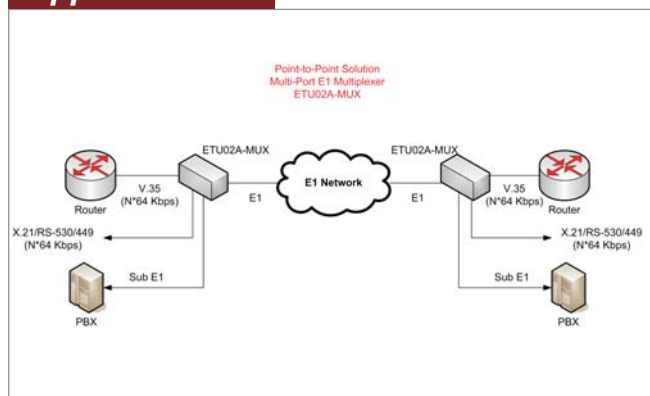 Point-to-Point Solution
Multi-Port E1 Multiplexer
ETU02A-MUX
ETU02A-MUX
ETU02A-MUX
E1 Network
V.35
(N*64 Kbps)
E1
E1
V.35
(N*64 Kbps)
Router
Router
X.21/RS-530/449
(N*64 Kbps)
X.21/RS-530/449
(N*64 Kbps)
Sub E1
Sub E1
PBX
PBX